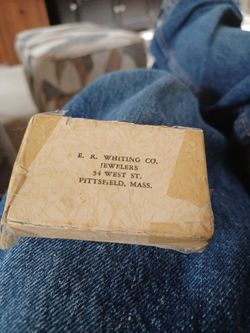 E. R. WHITING CO.
JEWELERS
34 WEST ST.
PITTSFIELD, MASS.